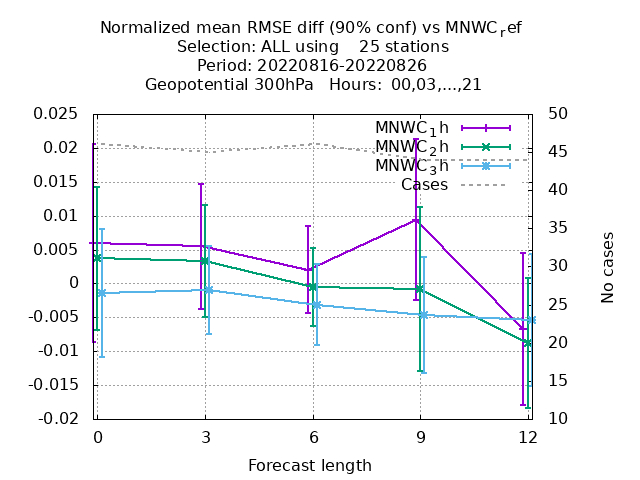 Normalized mean RMSE diff (90% conf) vs MNWC_ref
Selection: ALL using 25 stations
Period: 20220816-20220826
Geopotential 300hPa Hours: 00,03,...,21
0.025
0.02
0.015
0.01
0.005
0
-0.005
-0.01
-0.015
-0.02
50
45
40
35
30
25
20
15
10
MNWC_1h
MNWC_2h
MNWC_3h
Cases
No cases
0 3 6 9 12
Forecast length